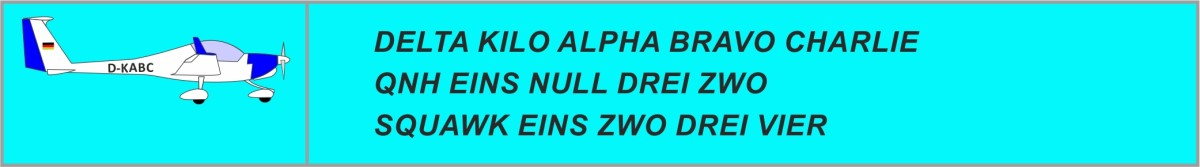 D-KABC
DELTA KILO ALPHA BRAVO CHARLIE
QNH EINS NULL DREI ZWO
SQUAWK EINS ZWO DREI VIER